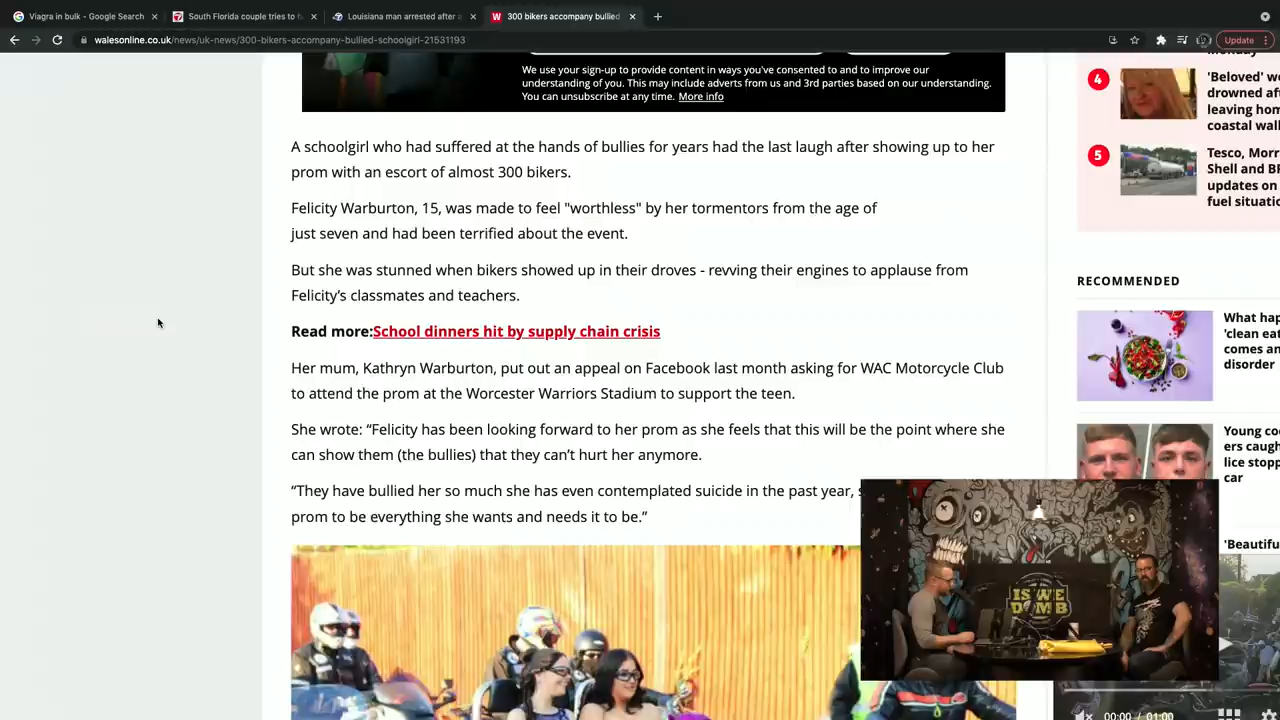 Viagra in bulk - Google Search
South Florida couple tries to
Louisiana man arrested after a
300 bikers accompany bullied
walesonline.co.uk/news/uk-news/300-bikers-accompany-bullied-schoolgirl-21531193
Update
We use your sign-up to provide content in ways you've consented to and to improve our
understanding of you. This may include adverts from us and 3rd parties based on our understanding.
You can unsubscribe at any time. More info
A schoolgirl who had suffered at the hands of bullies for years had the last laugh after showing up to her
prom with an escort of almost 300 bikers.
Felicity Warburton, 15, was made to feel "worthless" by her tormentors from the age of
just seven and had been terrified about the event.
But she was stunned when bikers showed up in their droves - revving their engines to applause from
Felicity's classmates and teachers.
Read more:School dinners hit by supply chain crisis
Her mum, Kathryn Warburton, put out an appeal on Facebook last month asking for WAC Motorcycle Club
to attend the prom at the Worcester Warriors Stadium to support the teen.
She wrote: “Felicity has been looking forward to her prom as she feels that this will be the point where she
can show them (the bullies) that they can’t hurt her anymore.
“They have bullied her so much she has even contemplated suicide in the past year, s
prom to be everything she wants and needs it to be.”
4
'Beloved' w
drowned af
leaving hom
coastal wall
5
Tesco, Morr
Shell and BP
updates on
fuel situatio
RECOMMENDED
What hap
'clean eat
comes an
disorder
Young co
ers caugh
lice stopp
car
'Beautifu
IS WE
DUMB
00:00 / 01:00